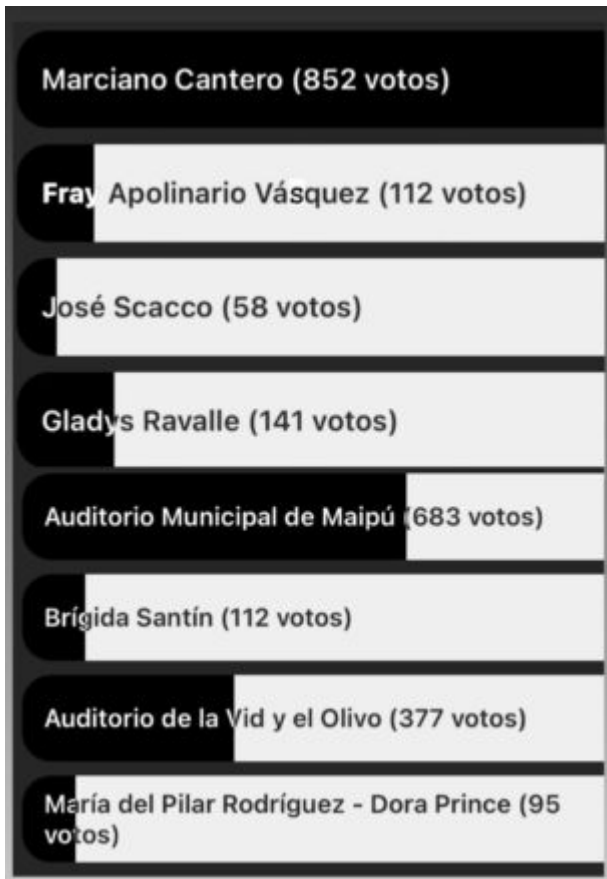 Marciano Cantero (852 votos)
Fray Apolinario Vásquez (112 votos)
José Scacco (58 votos)
Gladys Ravalle (141 votos)
Auditorio Municipal de Maipú (683 votos)
Brígida Santín (112 votos)
Auditorio de la Vid y el Olivo (377 votos)
María del Pilar Rodríguez - Dora Prince (95
votos)